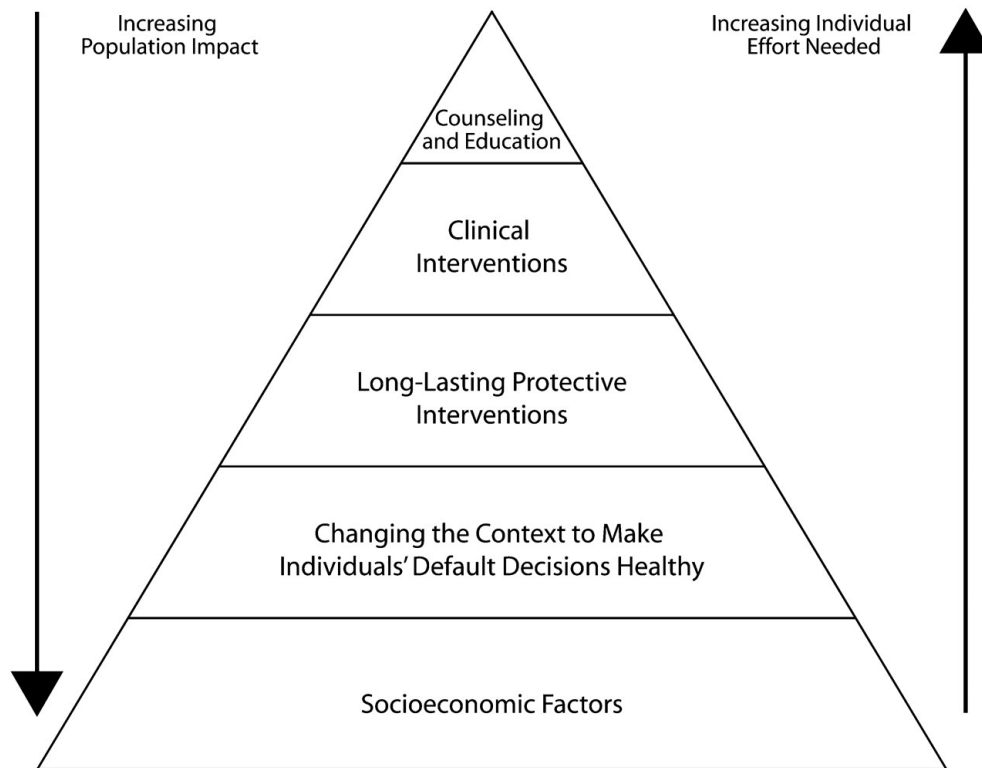 Increasing
Population Impact
Increasing Individual
Effort Needed
Counseling
and Education
Clinical
Interventions
Long-Lasting Protective
Interventions
Changing the Context to Make
Individuals’ Default Decisions Healthy
Socioeconomic Factors